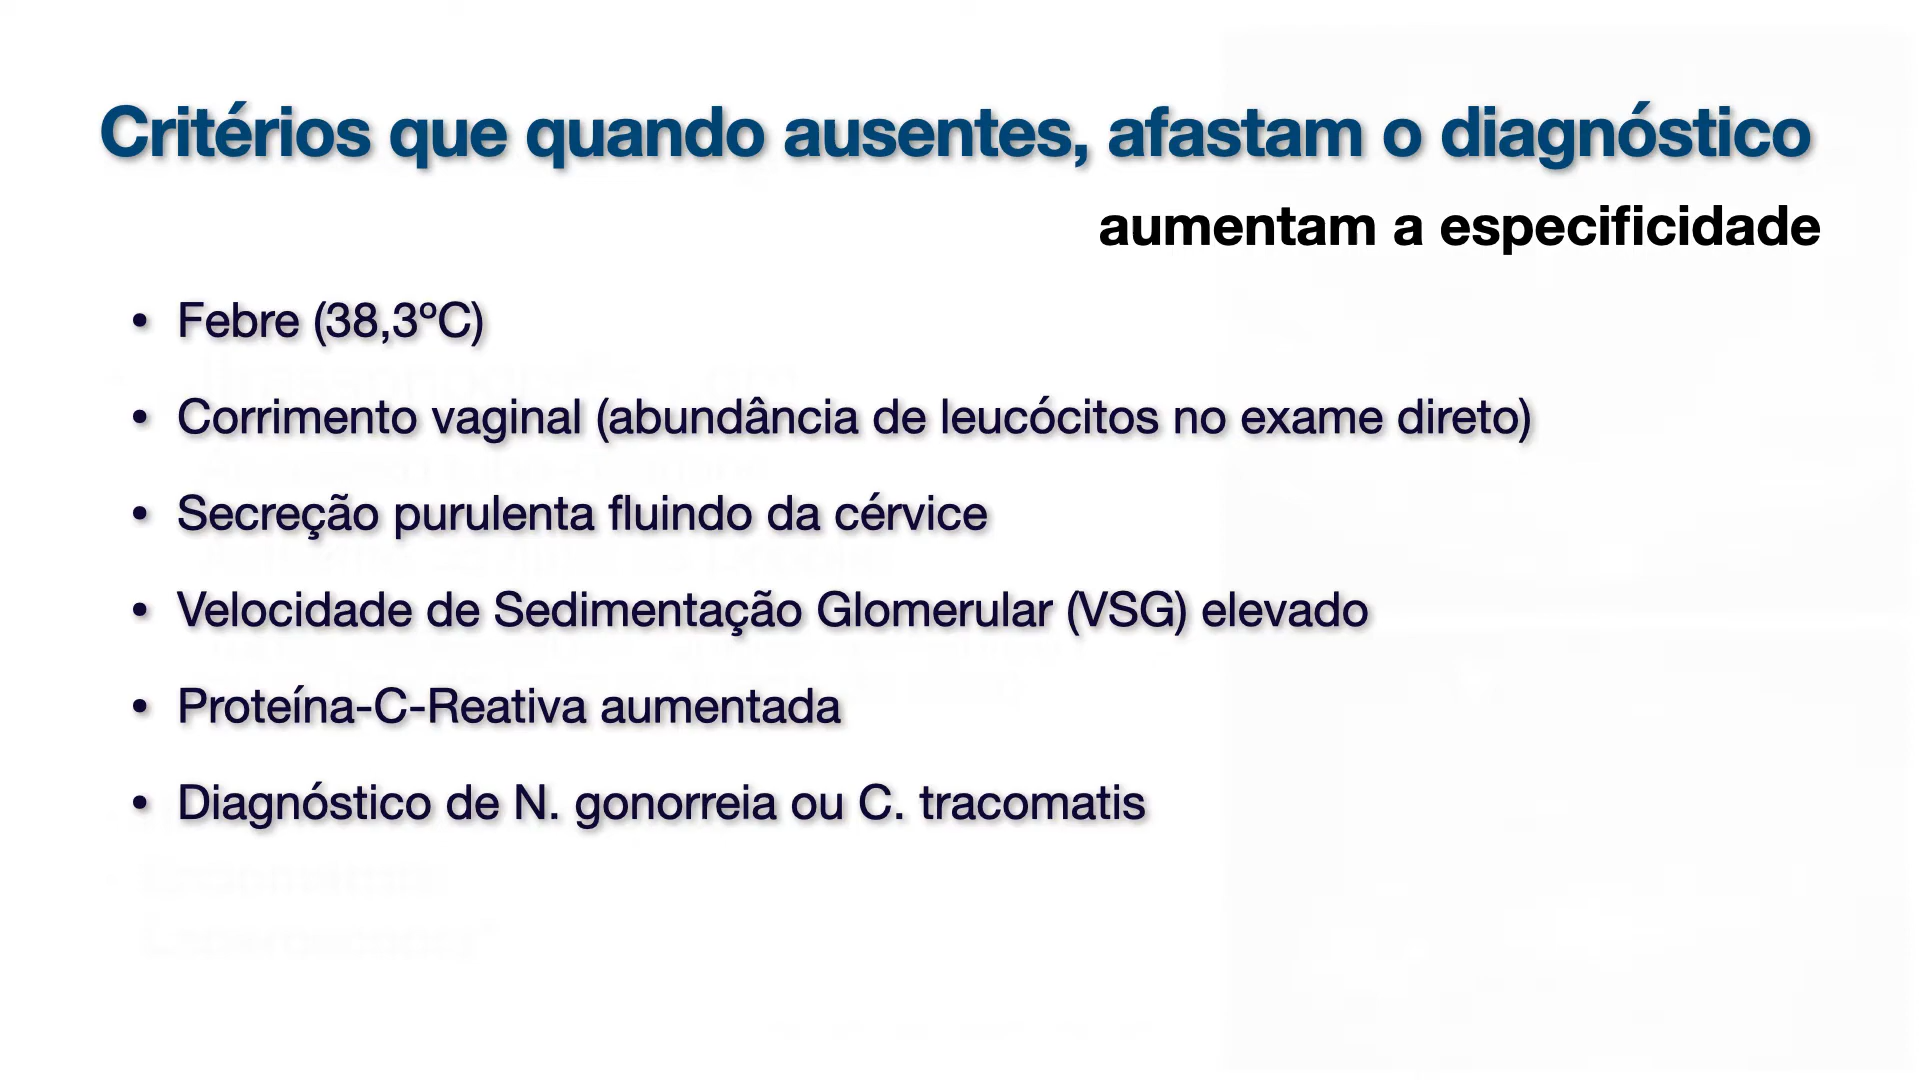 Critérios que quando ausentes, afastam o diagnóstico
aumentam a especificidade
• Febre (38,3ºC)
• Corrimento vaginal (abundância de leucócitos no exame direto)
• Secreção purulenta fluindo da cérvice
• Velocidade de Sedimentação Glomerular (VSG) elevado
• Proteína-C-Reativa aumentada
• Diagnóstico de N. gonorreia ou C. tracomatis